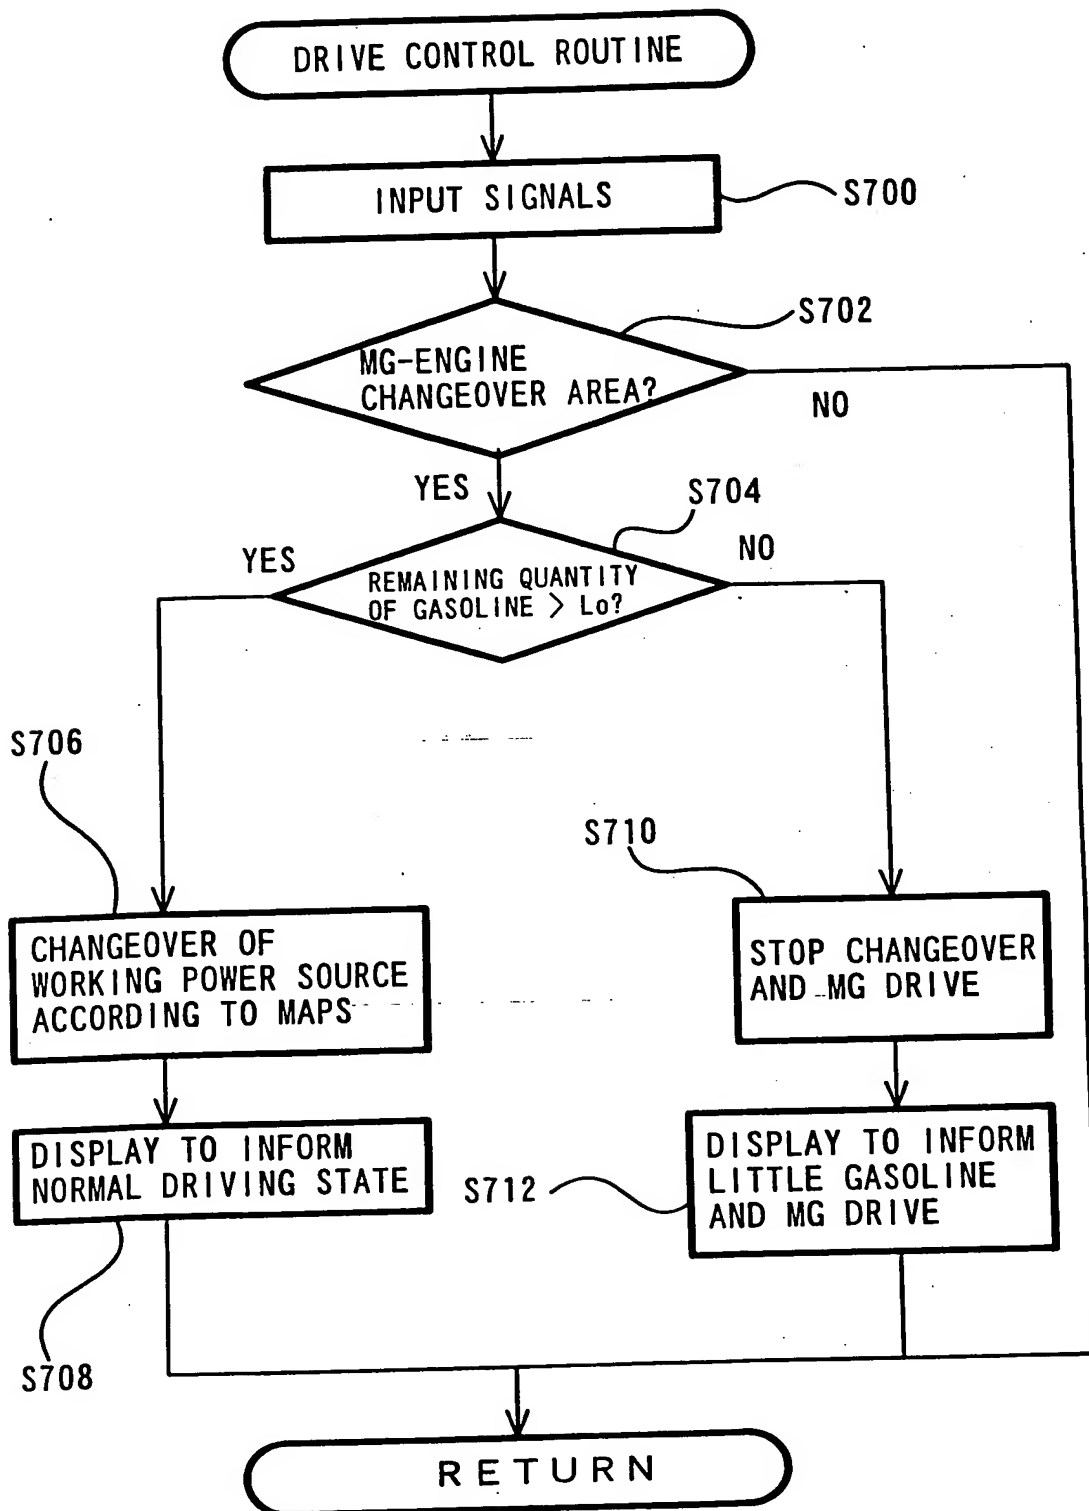 DRIVE CONTROL ROUTINE
INPUT SIGNALS
S700
S702
MG-ENGINE
CHANGEOVER AREA?
NO
YES
S704
YES
NO
REMAINING QUANTITY
OF GASOLINE > Lo?
S706
S710
CHANGEOVER OF
WORKING POWER SOURCE
ACCORDING TO MAPS
STOP CHANGEOVER
AND MG DRIVE
DISPLAY TO INFORM
NORMAL DRIVING STATE
DISPLAY TO INFORM
LITTLE GASOLINE
AND MG DRIVE
S712
S708
RETURN